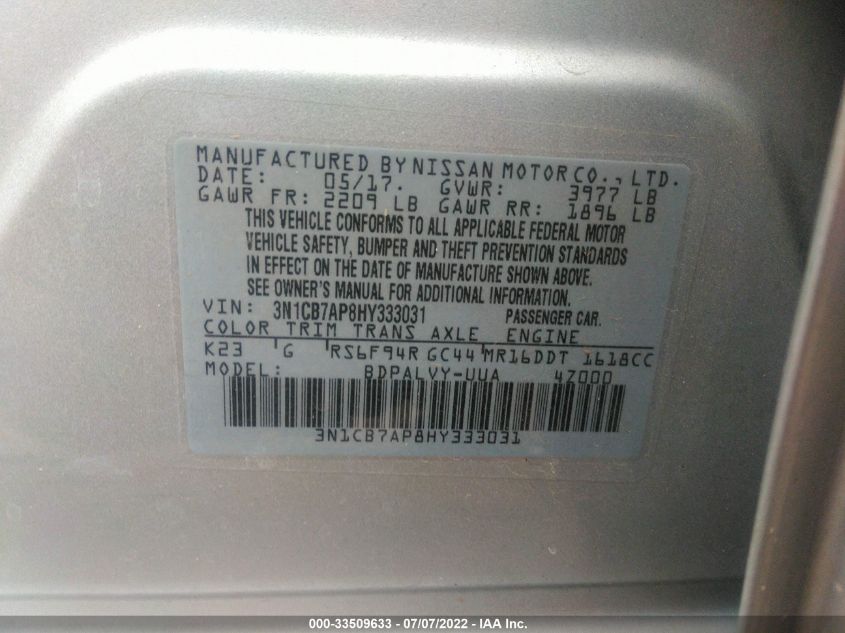 MANUFACTURED BY NISSAN MOTOR CO., LTD.
DATE: 05/17. GVWR: 3977 LB
GAWR FR: 2209 LB GAWR RR: 1896 LB
THIS VEHICLE CONFORMS TO ALL APPLICABLE FEDERAL MOTOR
VEHICLE SAFETY, BUMPER AND THEFT PREVENTION STANDARDS
IN EFFECT ON THE DATE OF MANUFACTURE SHOWN ABOVE.
SEE OWNER'S MANUAL FOR ADDITIONAL INFORMATION.
VIN: 3N1CB7AP8HY333031 PASSENGER CAR.
COLOR TRIM TRANS AXLE ENGINE
K23 G RS6F94R GC44 MR16DDT 1618CC
MODEL: BDPALVY-UUA 47000
3N1CB7AP8HY333031
000-33509633 - 07/07/2022 - IAA Inc.